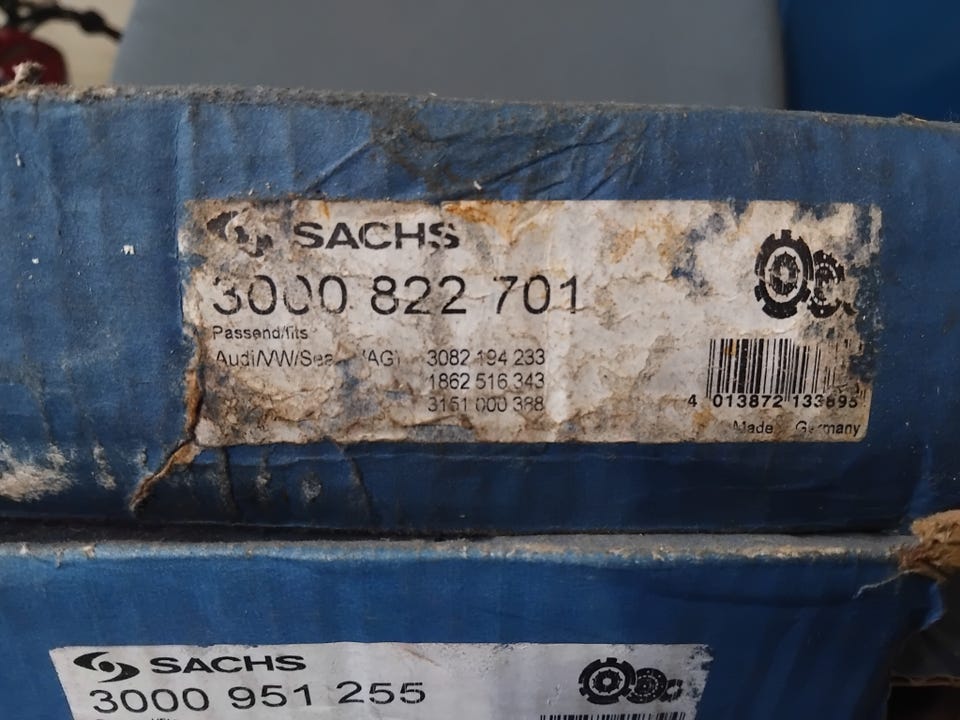 SACHS
3000 822 701
Passend/fits
3082 194 233
1862 516 343
3151 000 388
4 013872 133695
Made Germany
SACHS
3000 951 255